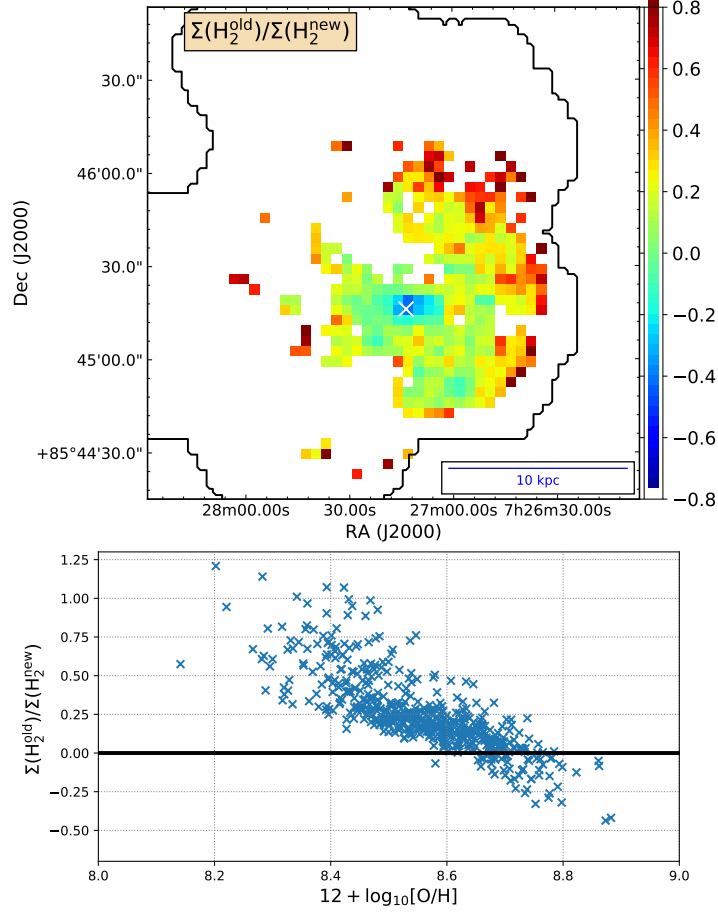 Σ(H₂ᵒˡᵈ)/Σ(H₂ⁿᵉʷ)
Dec (J2000)
30.0"
46'00.0"
30.0"
45'00.0"
+85°44'30.0"
28m00.00s 30.00s 27m00.00s 7h26m30.00s
RA (J2000)
10 kpc
0.8
0.6
0.4
0.2
0.0
−0.2
−0.4
−0.6
−0.8
Σ(H₂ᵒˡᵈ)/Σ(H₂ⁿᵉʷ)
1.25
1.00
0.75
0.50
0.25
0.00
−0.25
−0.50
8.0 8.2 8.4 8.6 8.8 9.0
12 + log₁₀[O/H]